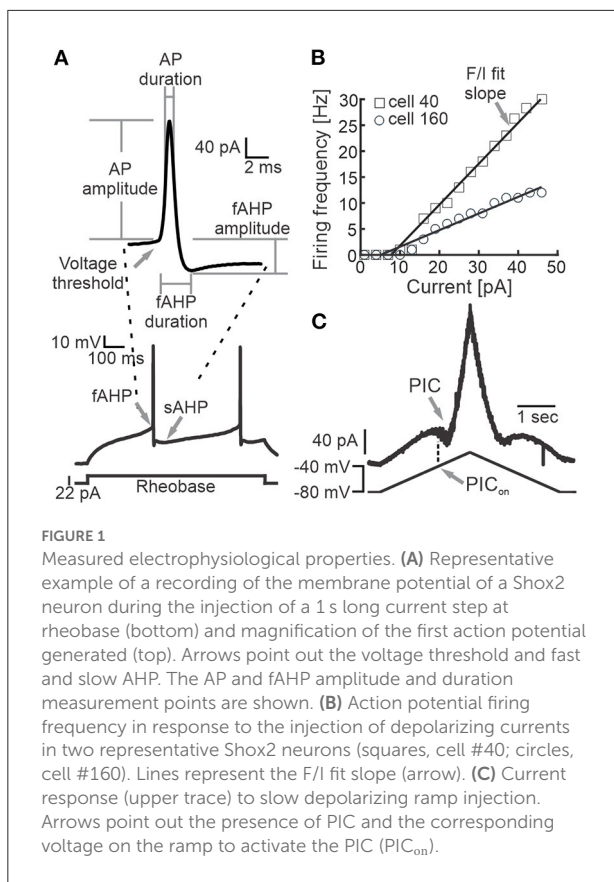 A
AP
duration
AP
amplitude
40 pA
2 ms
fAHP
amplitude
Voltage
threshold
fAHP
duration
10 mV
100 ms
fAHP
sAHP
22 pA
Rheobase
B
F/I fit
slope
cell 40
cell 160
Firing frequency [Hz]
30
25
20
15
10
5
0
0 10 20 30 40 50
Current [pA]
C
PIC
1 sec
40 pA
-40 mV
-80 mV
PICon
FIGURE 1
Measured electrophysiological properties. (A) Representative
example of a recording of the membrane potential of a Shox2
neuron during the injection of a 1 s long current step at
rheobase (bottom) and magnification of the first action potential
generated (top). Arrows point out the voltage threshold and fast
and slow AHP. The AP and fAHP amplitude and duration
measurement points are shown. (B) Action potential firing
frequency in response to the injection of depolarizing currents
in two representative Shox2 neurons (squares, cell #40; circles,
cell #160). Lines represent the F/I fit slope (arrow). (C) Current
response (upper trace) to slow depolarizing ramp injection.
Arrows point out the presence of PIC and the corresponding
voltage on the ramp to activate the PIC (PICon).